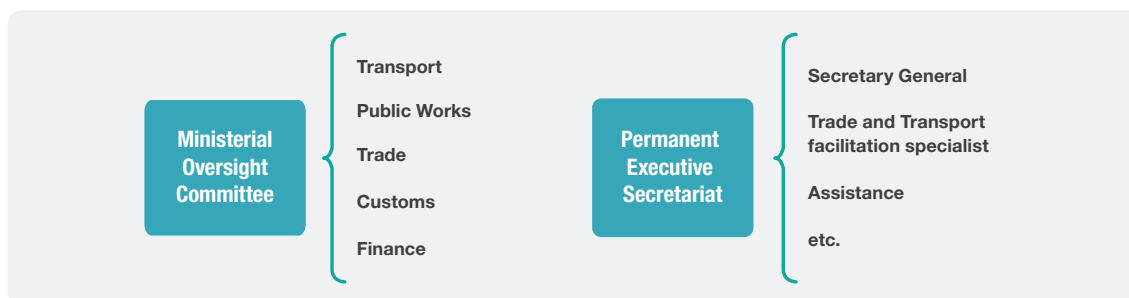 Ministerial
Oversight
Committee
Transport
Public Works
Trade
Customs
Finance
Permanent
Executive
Secretariat
Secretary General
Trade and Transport
facilitation specialist
Assistance
etc.